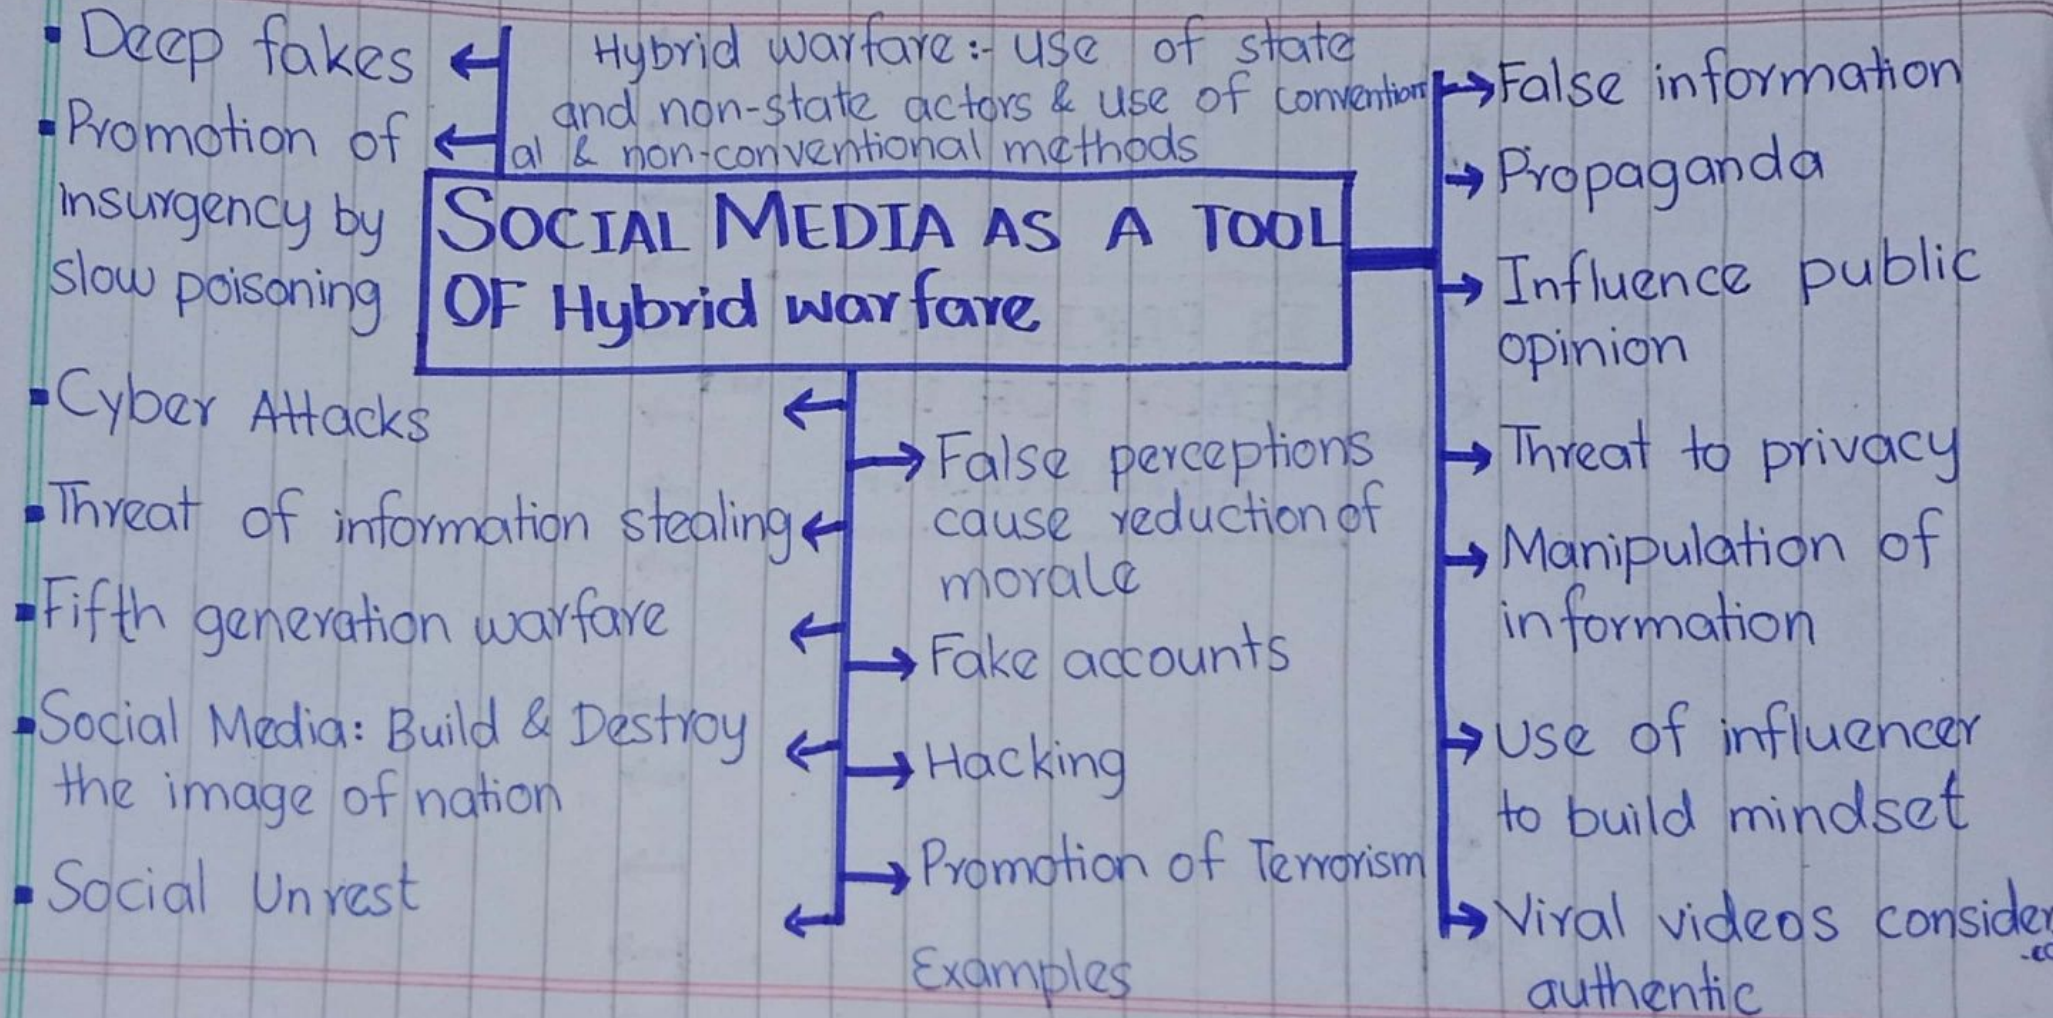 Hybrid warfare:- use of state
and non-state actors & use of convention
al & non-conventional methods
SOCIAL MEDIA AS A TOOL
OF Hybrid warfare
▪ Deep fakes
▪ Promotion of
insurgency by
slow poisoning
▪ Cyber Attacks
▪ Threat of information stealing
▪ Fifth generation warfare
▪ Social Media: Build & Destroy
the image of nation
▪ Social Unrest
False perceptions
cause reduction of
morale
Fake accounts
Hacking
Promotion of Terrorism
Examples
False information
Propaganda
Influence public
opinion
Threat to privacy
Manipulation of
information
Use of influencer
to build mindset
Viral videos consider
authentic